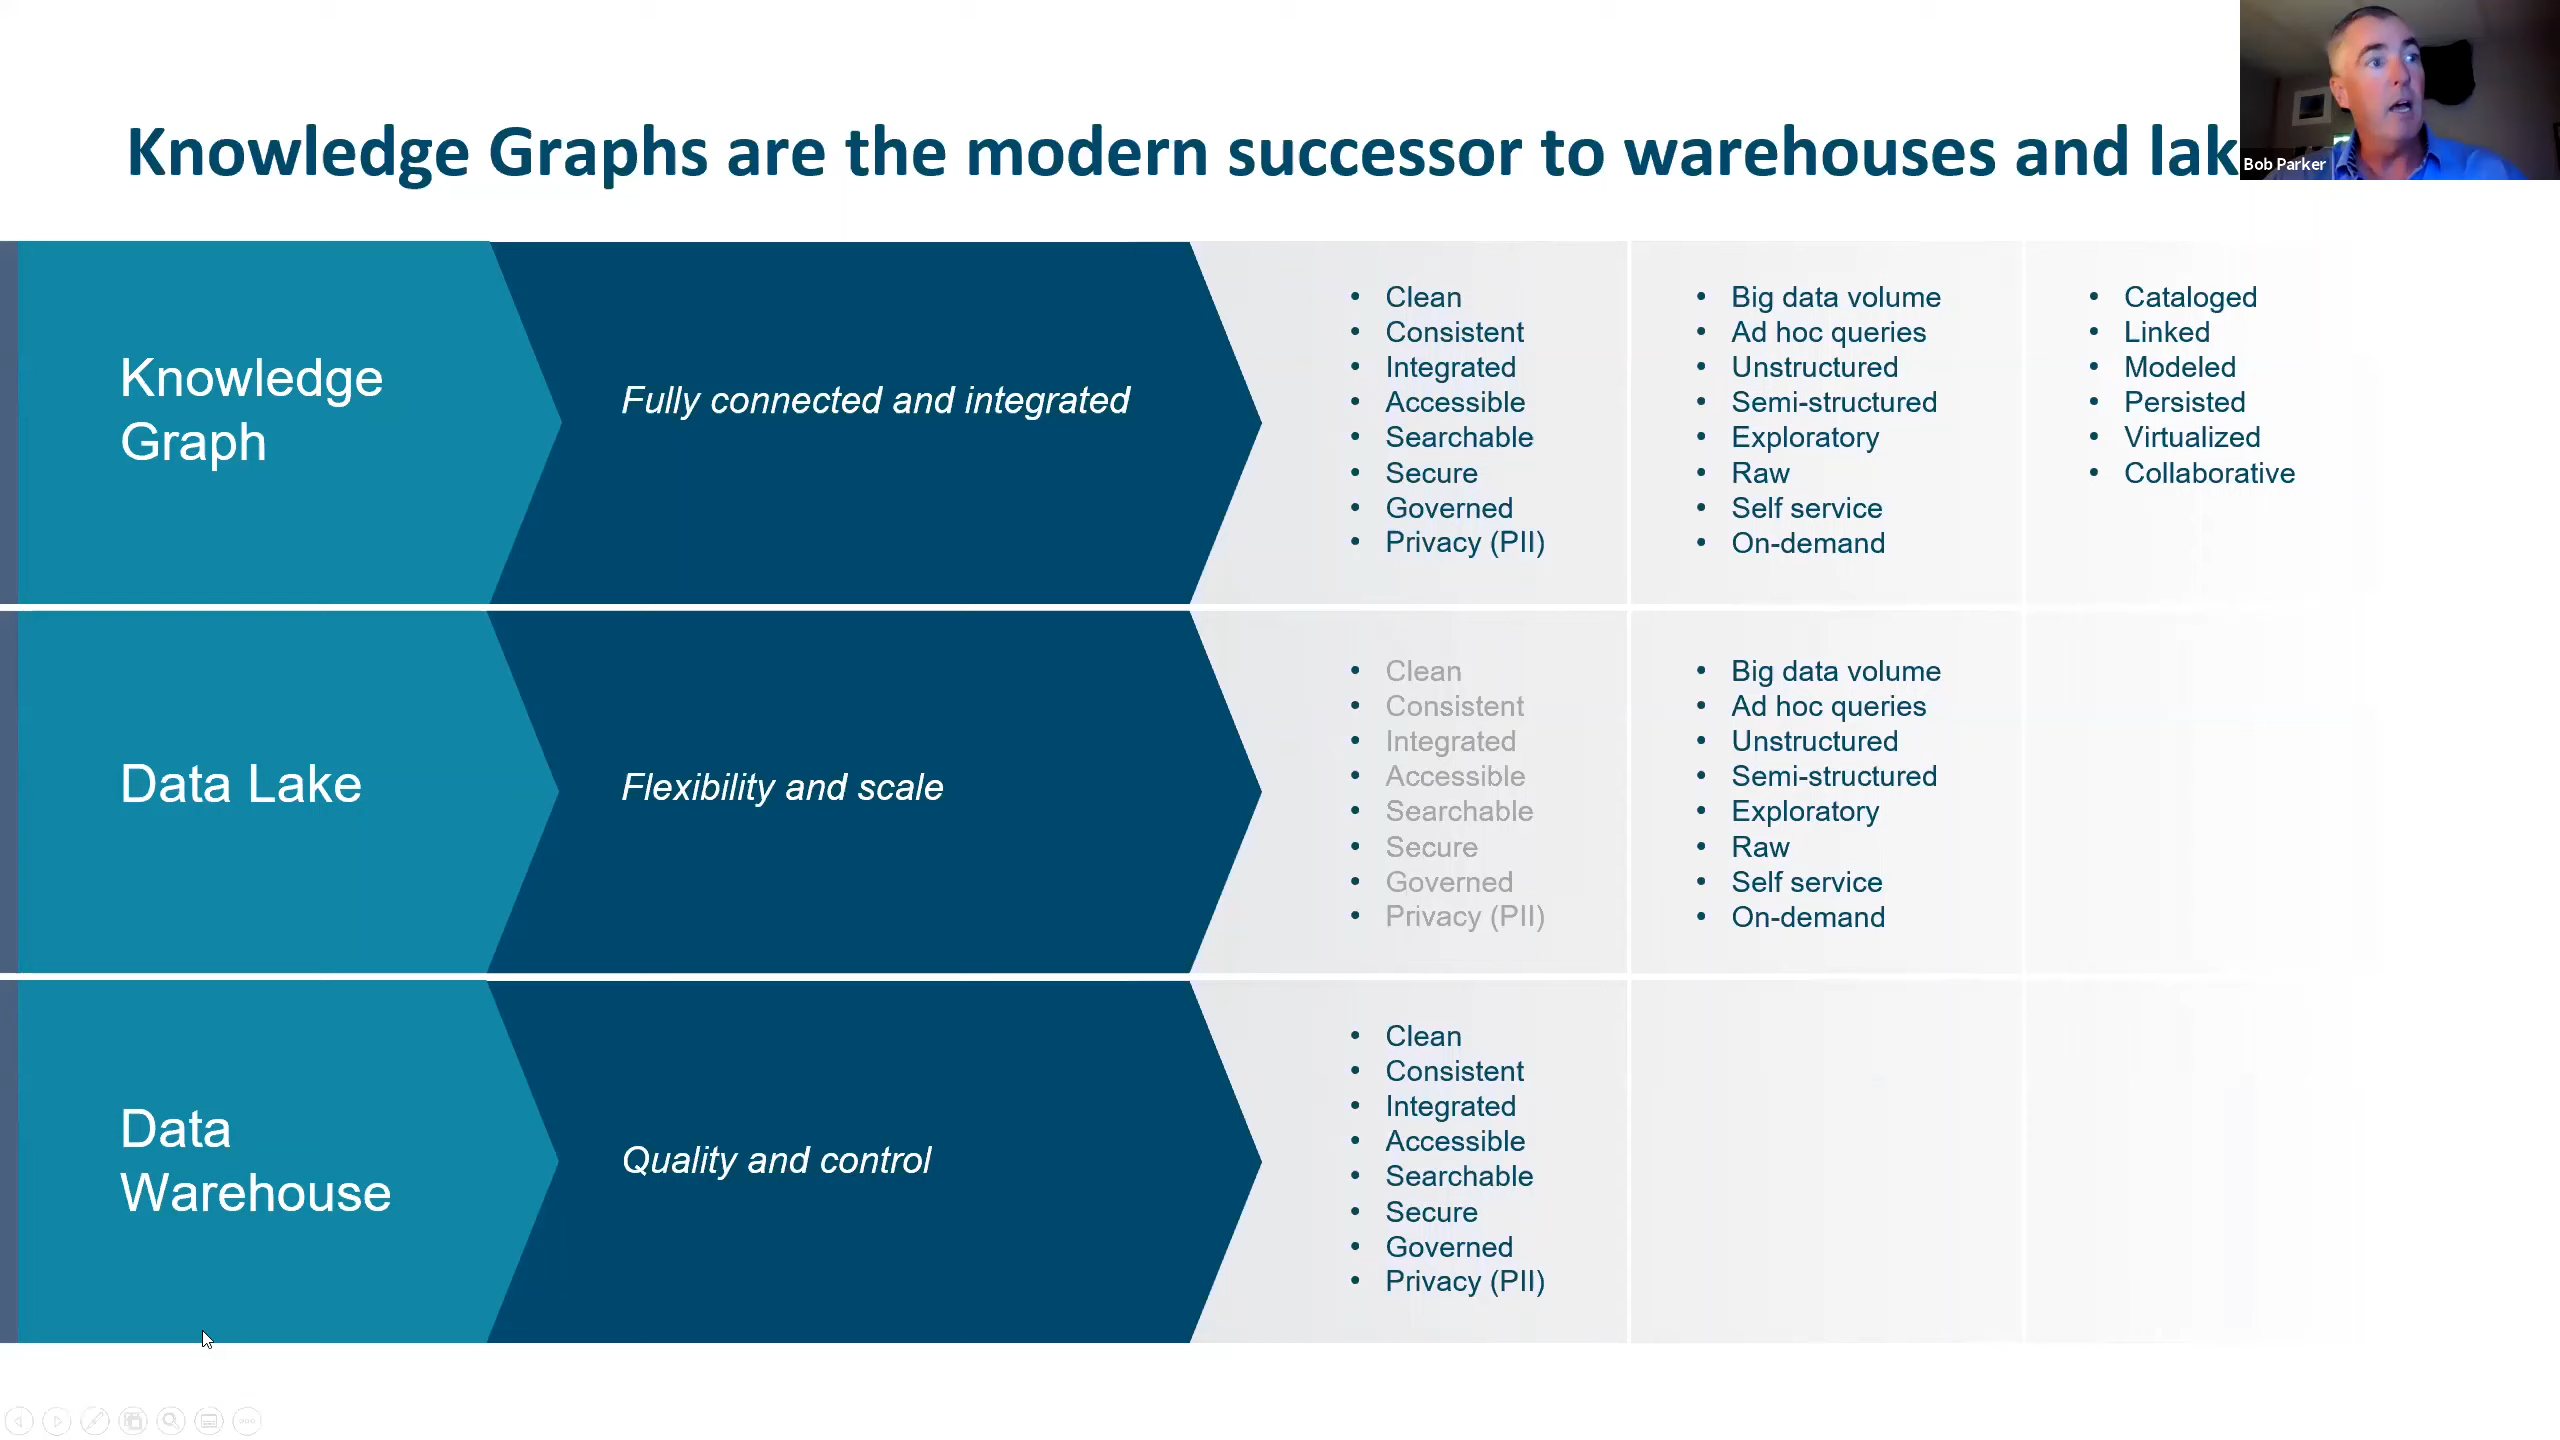 Knowledge Graphs are the modern successor to warehouses and lak
Bob Parker
Knowledge
Graph
Fully connected and integrated
• Clean
• Consistent
• Integrated
• Accessible
• Searchable
• Secure
• Governed
• Privacy (PII)
• Big data volume
• Ad hoc queries
• Unstructured
• Semi-structured
• Exploratory
• Raw
• Self service
• On-demand
• Cataloged
• Linked
• Modeled
• Persisted
• Virtualized
• Collaborative
Data Lake
Flexibility and scale
• Clean
• Consistent
• Integrated
• Accessible
• Searchable
• Secure
• Governed
• Privacy (PII)
• Big data volume
• Ad hoc queries
• Unstructured
• Semi-structured
• Exploratory
• Raw
• Self service
• On-demand
Data
Warehouse
Quality and control
• Clean
• Consistent
• Integrated
• Accessible
• Searchable
• Secure
• Governed
• Privacy (PII)